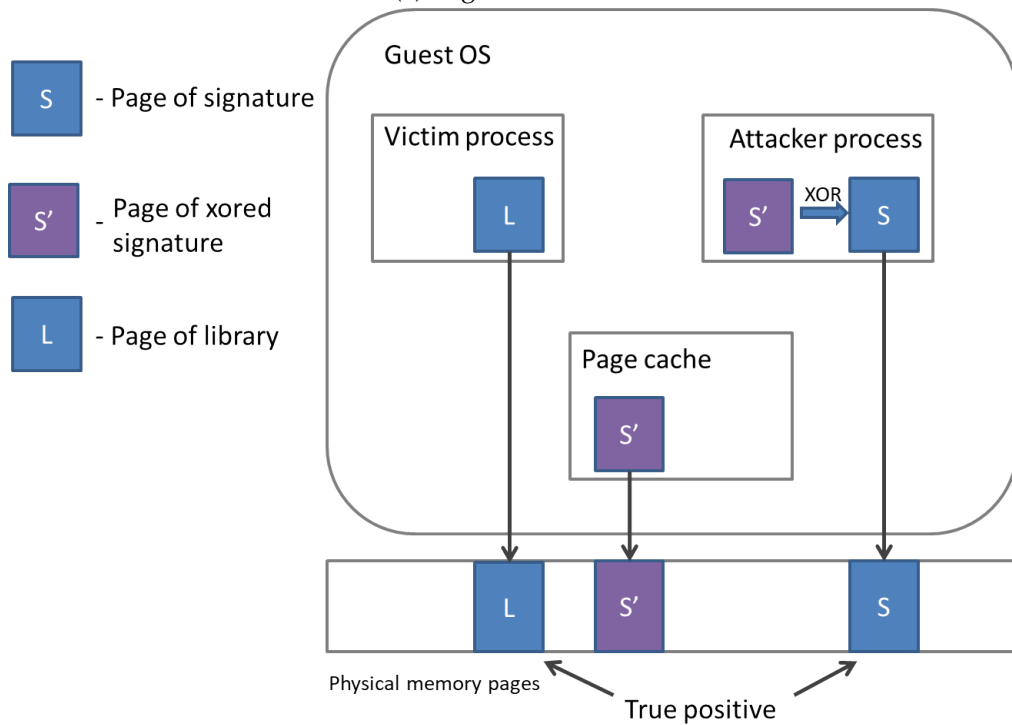 Guest OS
S
- Page of signature
Victim process
Attacker process
S'
XOR
S
L
S'
- Page of xored
signature
L
- Page of library
Page cache
S'
L
S'
S
Physical memory pages
True positive